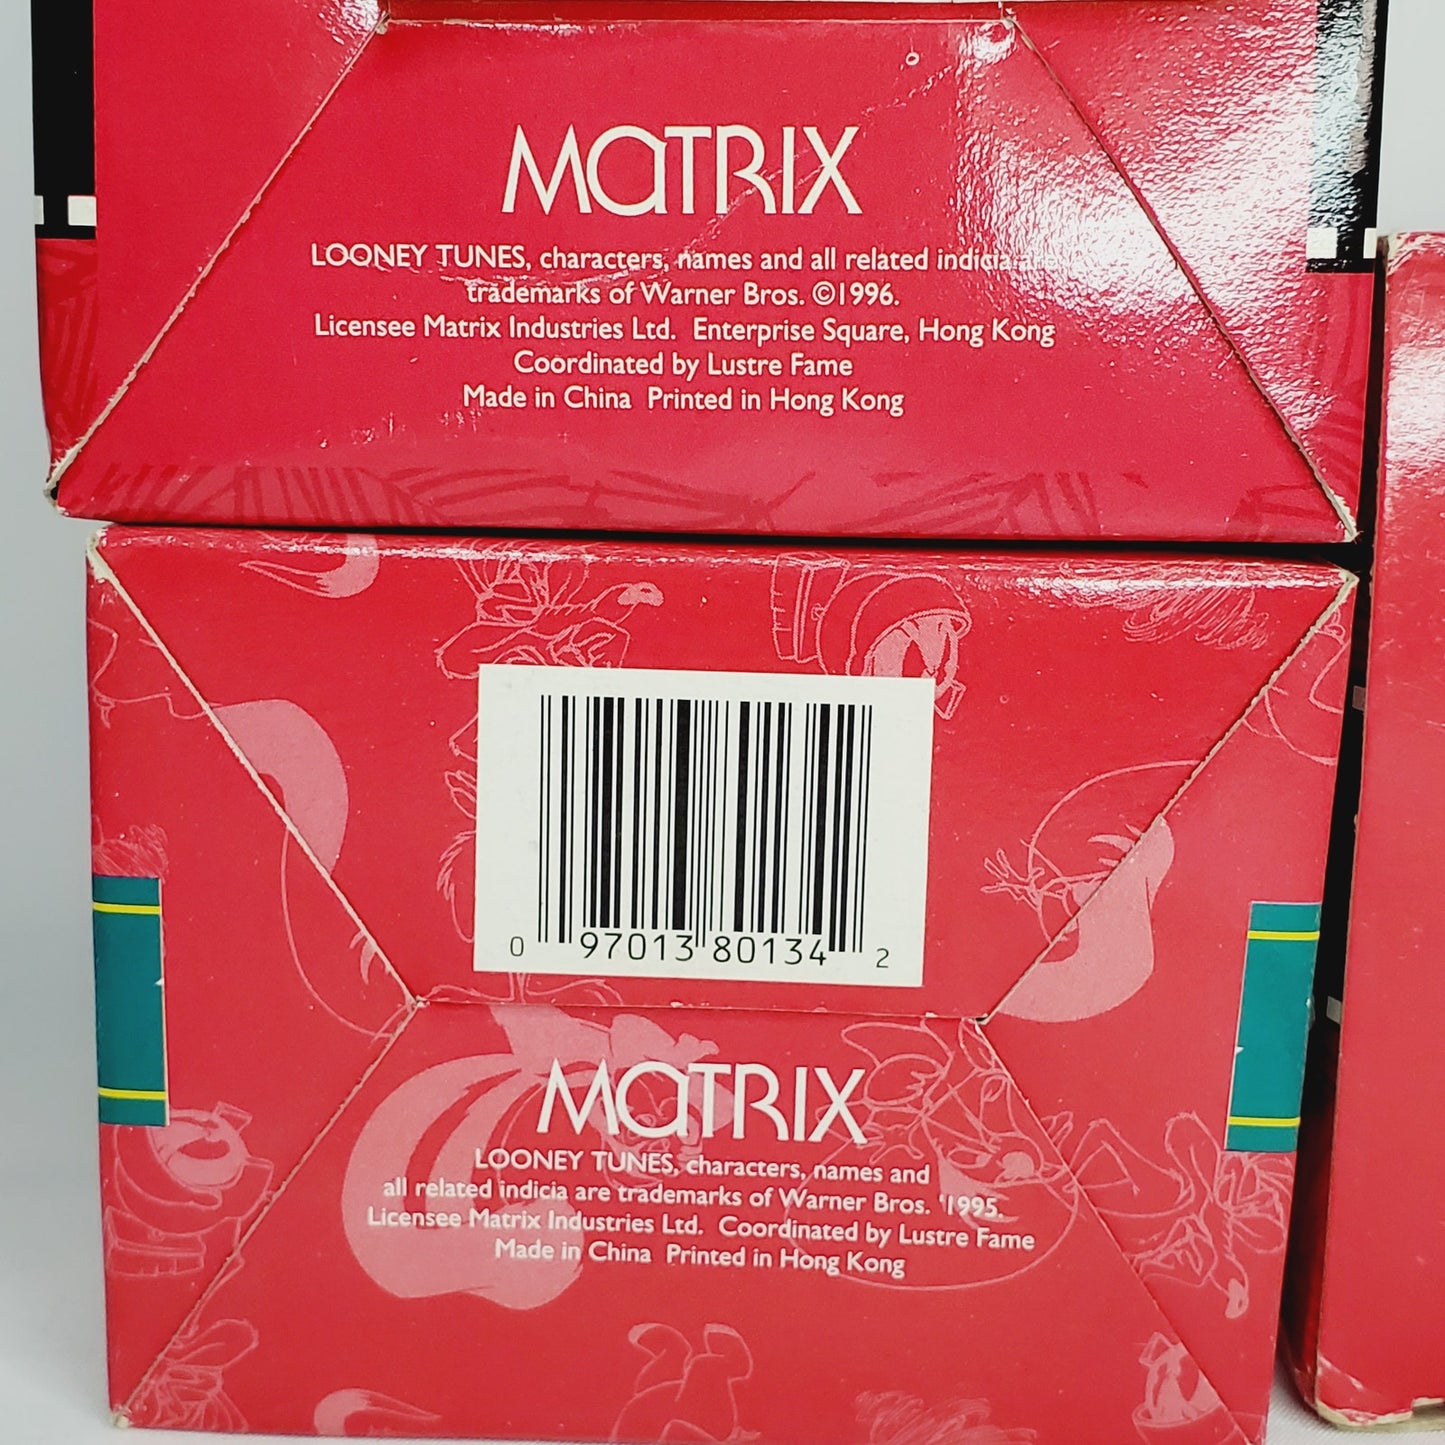 MATRIX
LOONEY TUNES, characters, names and all related indicia are
trademarks of Warner Bros. ©1996.
Licensee Matrix Industries Ltd. Enterprise Square, Hong Kong
Coordinated by Lustre Fame
Made in China Printed in Hong Kong
0 97013 80134 2
MATRIX
LOONEY TUNES, characters, names and
all related indicia are trademarks of Warner Bros. '1995.
Licensee Matrix Industries Ltd. Coordinated by Lustre Fame
Made in China Printed in Hong Kong